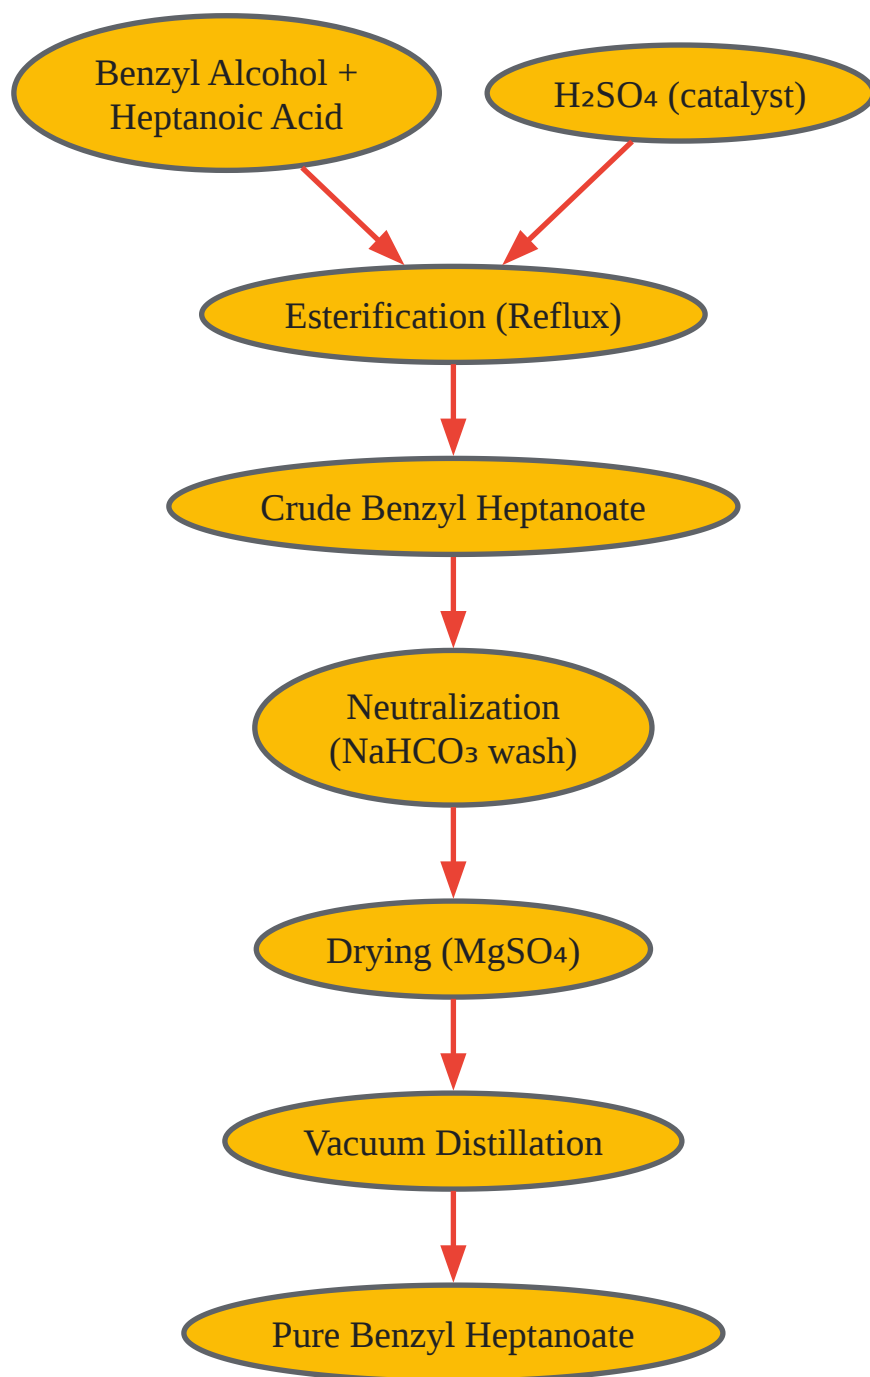 Benzyl Alcohol +
Heptanoic Acid
H₂SO₄ (catalyst)
Esterification (Reflux)
Crude Benzyl Heptanoate
Neutralization
(NaHCO₃ wash)
Drying (MgSO₄)
Vacuum Distillation
Pure Benzyl Heptanoate